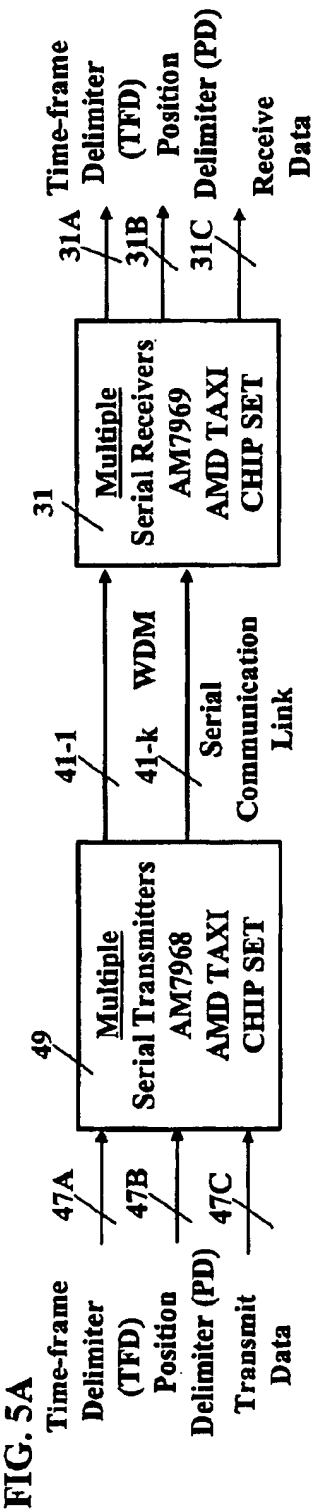 FIG. 5A
Time-frame
Delimiter
(TFD)
Position
Delimiter (PD)
Transmit
Data
47A
47B
47C
49
Multiple
Serial Transmitters
AM7968
AMD TAXI
CHIP SET
41-1
41-k
WDM
Serial
Communication
Link
31
Multiple
Serial Receivers
AM7969
AMD TAXI
CHIP SET
31A
31B
31C
Time-frame
Delimiter
(TFD)
Position
Delimiter (PD)
Receive
Data